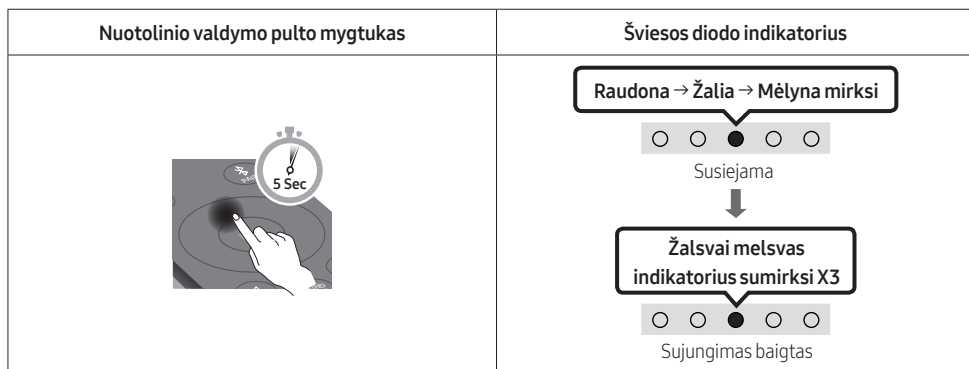 Nuotolinio valdymo pulto mygtukas
Šviesos diodo indikatorius
5 Sec
Raudona → Žalia → Mėlyna mirksi
Susiejama
Žalsvai melsvas
indikatorius sumirksi X3
Sujungimas baigtas